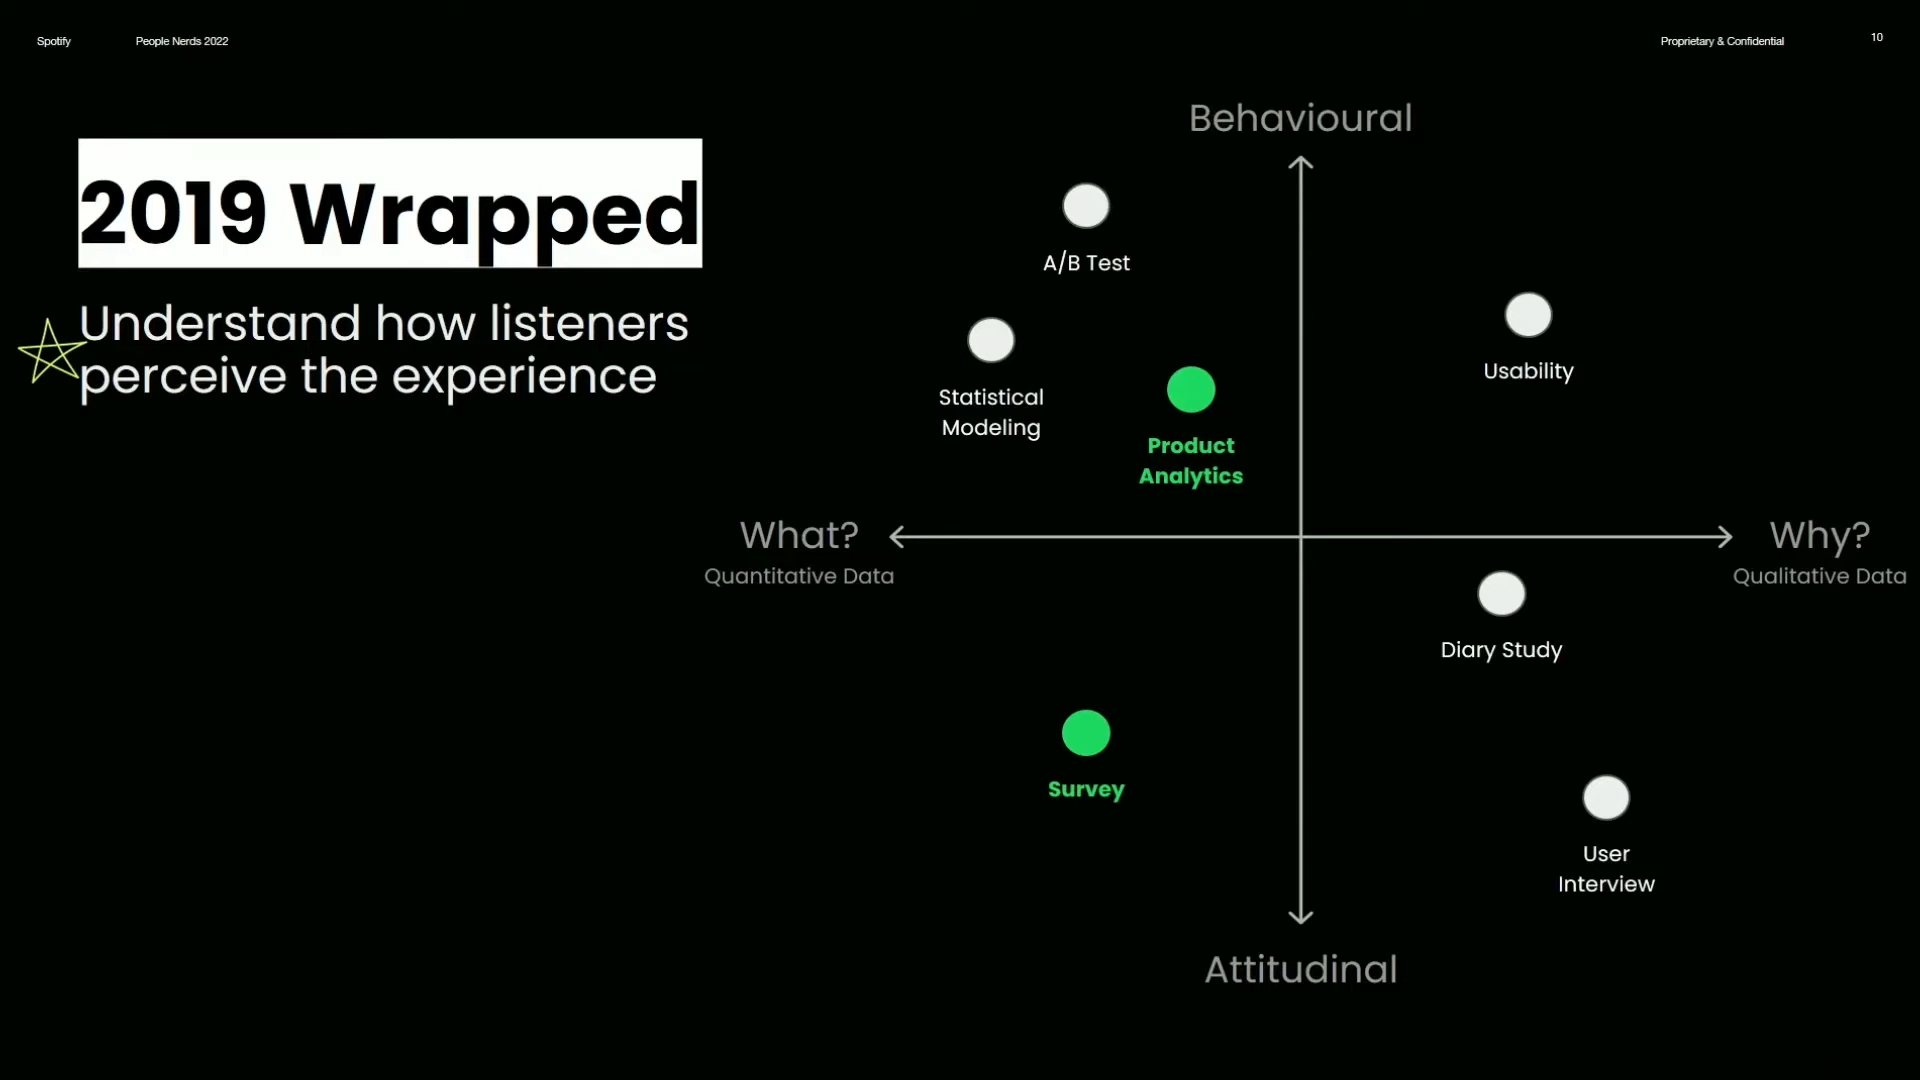 Spotify
People Nerds 2022
Proprietary & Confidential
10
2019 Wrapped
Understand how listeners
perceive the experience
Behavioural
A/B Test
Statistical
Modeling
Product
Analytics
Usability
What?
Quantitative Data
Why?
Qualitative Data
Diary Study
Survey
User
Interview
Attitudinal